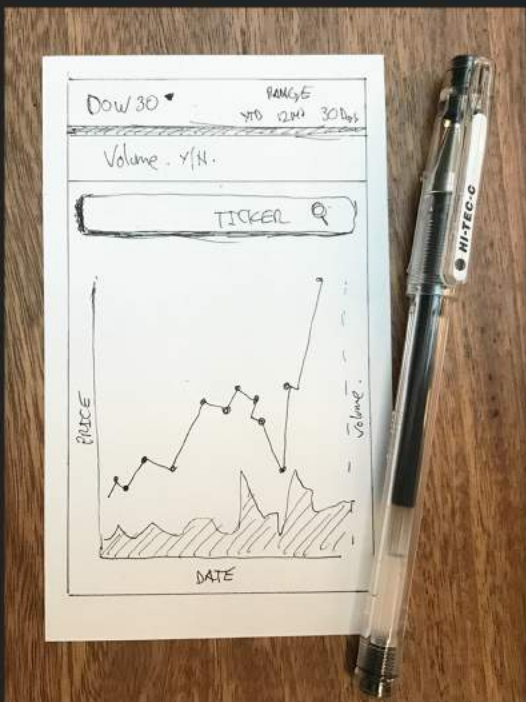 DOW 30
RANGE
YTD 12M 30 Days
Volume. Y/N.
TICKER
PRICE
Volume.
DATE
HI-TEC-C